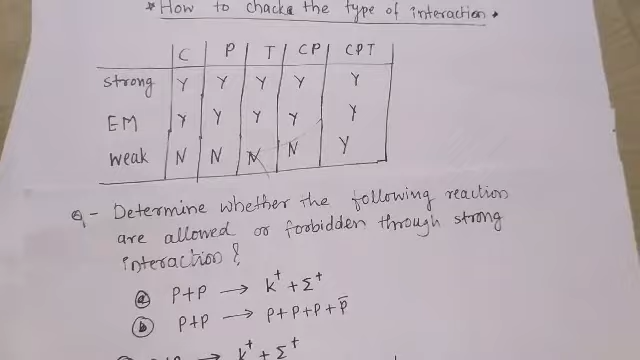 * How to chacke the type of interaction.
C P T CP CPT
strong Y Y Y Y Y
EM Y Y Y Y Y
weak N N N N Y
Q - Determine whether the following reaction
are allowed or forbidden through strong
interaction?
ⓐ P+P → K⁺ + Σ⁺
ⓑ P+P → P+P+P+p̄
→ K⁺ + Σ⁺